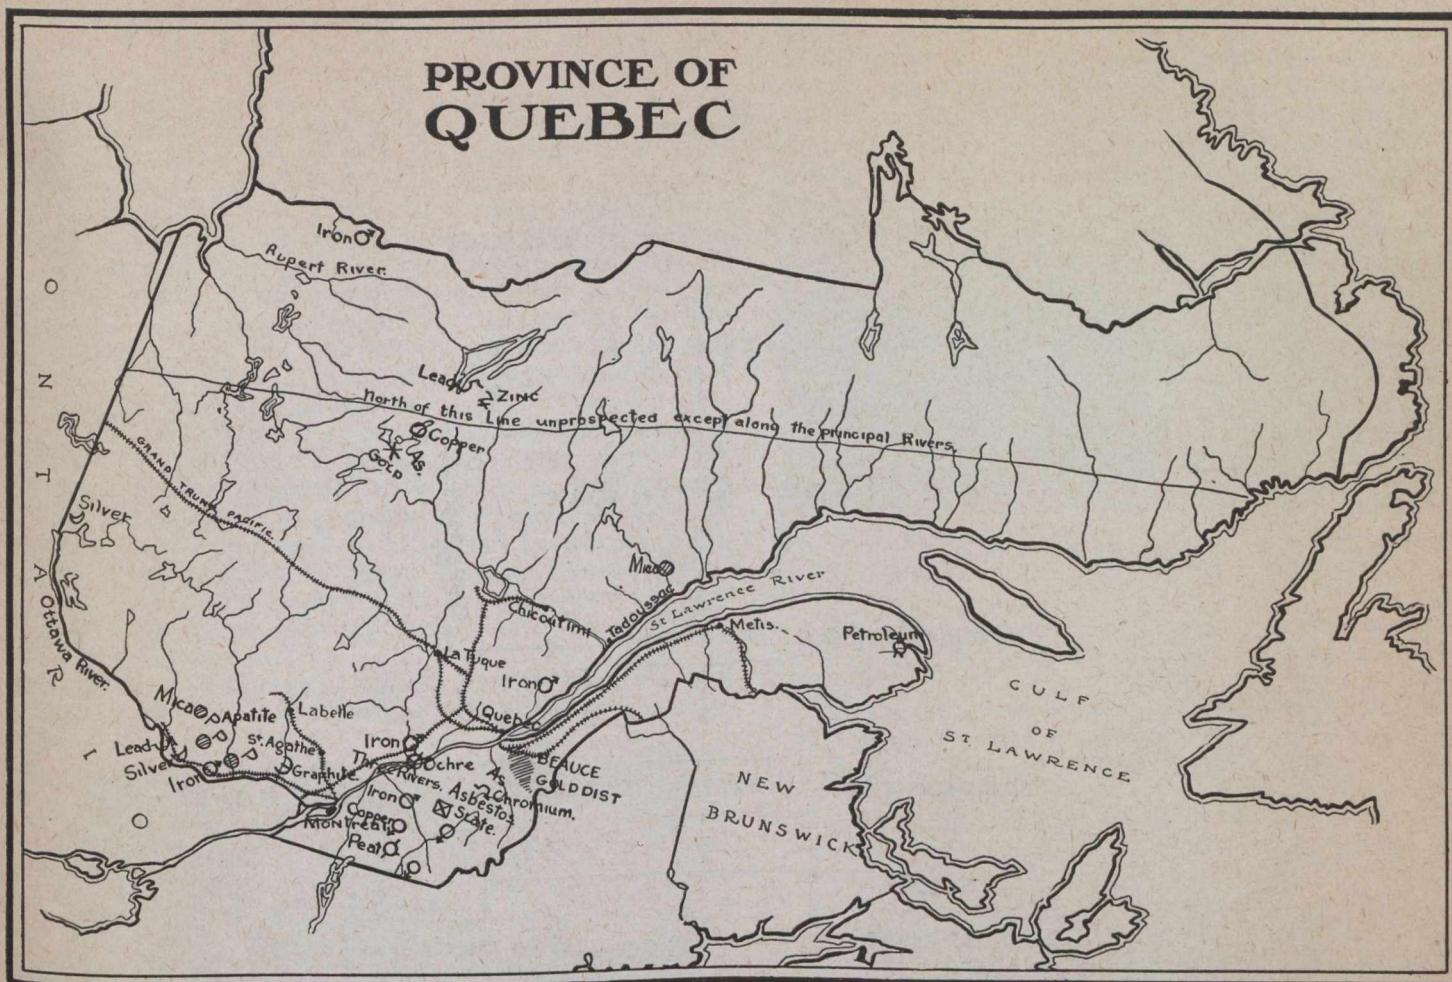 PROVINCE OF
QUEBEC
Iron
Rupert River.
ONTARIO
Lead
ZINC
North of this Line unprospected except along the principal Rivers.
Copper
GOLD
As.
GRAND TRUNK PACIFIC
Silver
Mica
Chicoutimi
Tadoussac
St Lawrence River
Metis.
Petroleum
Ottawa River.
La Tuque
Iron
GULF
OF
ST. LAWRENCE
Mica
Apatite
Labelle
Quebec
Lead
Silver
St. Agathe
Iron
Graphite.
Iron
Three
Rivers.
Ochre
As
BEAUCE
GOLD DIST
Chromium.
Asbestos
Iron
Slate.
Copper
Montreal
Peat
NEW
BRUNSWICK